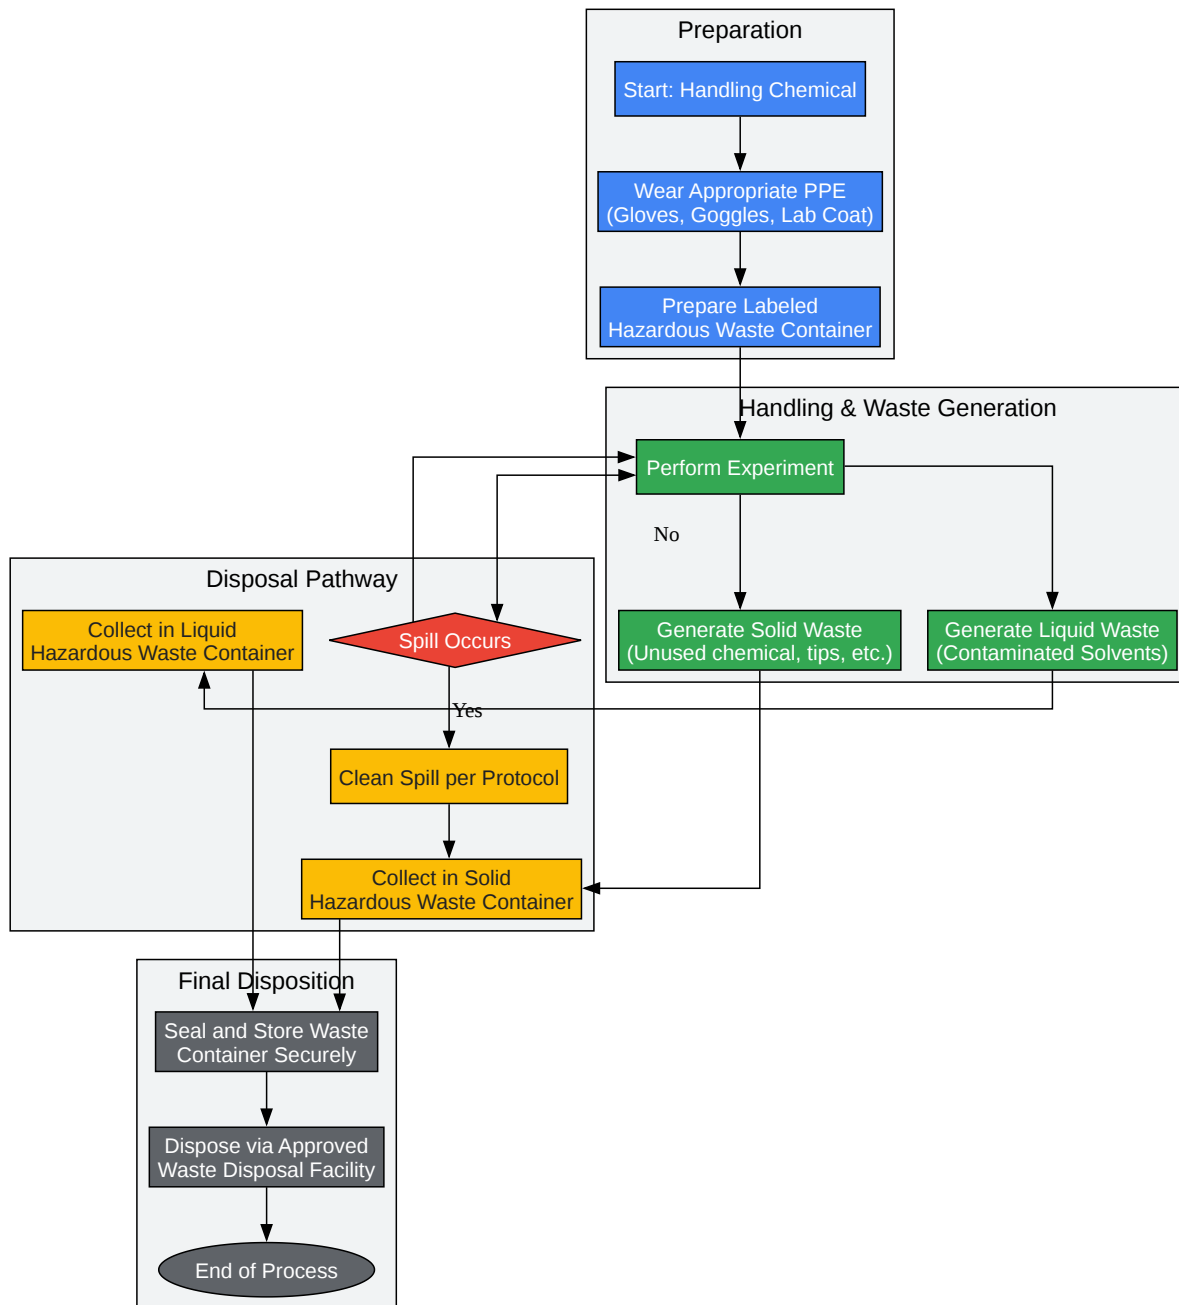 Preparation
Start: Handling Chemical
Wear Appropriate PPE
(Gloves, Goggles, Lab Coat)
Prepare Labeled
Hazardous Waste Container
Handling & Waste Generation
Perform Experiment
No
Disposal Pathway
Collect in Liquid
Hazardous Waste Container
Spill Occurs
Generate Solid Waste
(Unused chemical, tips, etc.)
Generate Liquid Waste
(Contaminated Solvents)
Yes
Clean Spill per Protocol
Collect in Solid
Hazardous Waste Container
Final Disposition
Seal and Store Waste
Container Securely
Dispose via Approved
Waste Disposal Facility
End of Process